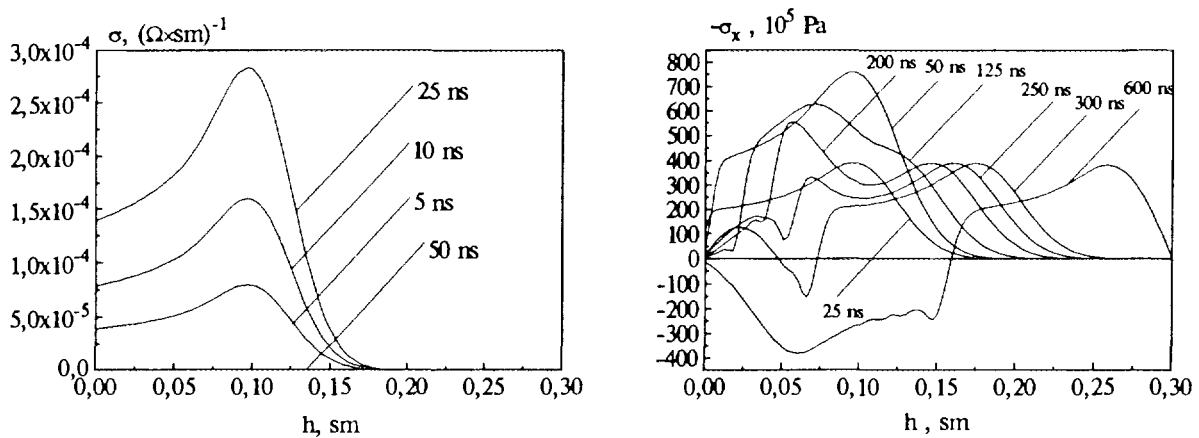 σ, (Ω×sm)⁻¹
3,0x10⁻⁴
2,5x10⁻⁴
2,0x10⁻⁴
1,5x10⁻⁴
1,0x10⁻⁴
5,0x10⁻⁵
0,0
25 ns
10 ns
5 ns
50 ns
0,00 0,05 0,10 0,15 0,20 0,25 0,30
h, sm
-σₓ , 10⁵ Pa
800
700
600
500
400
300
200
100
0
-100
-200
-300
-400
200 ns 50 ns 125 ns
250 ns 600 ns
300 ns
25 ns
0,00 0,05 0,10 0,15 0,20 0,25 0,30
h , sm